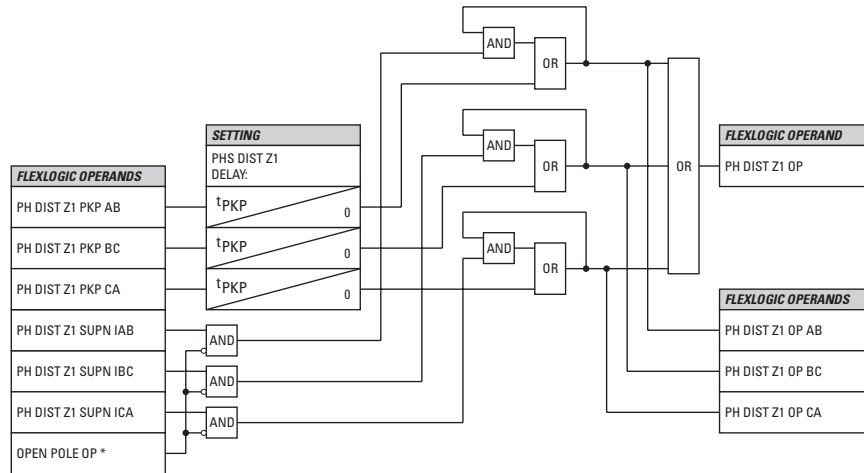 FLEXLOGIC OPERANDS
PH DIST Z1 PKP AB
PH DIST Z1 PKP BC
PH DIST Z1 PKP CA
PH DIST Z1 SUPN IAB
PH DIST Z1 SUPN IBC
PH DIST Z1 SUPN ICA
OPEN POLE OP *
SETTING
PHS DIST Z1
DELAY:
tPKP
0
tPKP
0
tPKP
0
AND
AND
AND
AND
OR
AND
OR
AND
OR
OR
FLEXLOGIC OPERAND
PH DIST Z1 OP
FLEXLOGIC OPERANDS
PH DIST Z1 OP AB
PH DIST Z1 OP BC
PH DIST Z1 OP CA